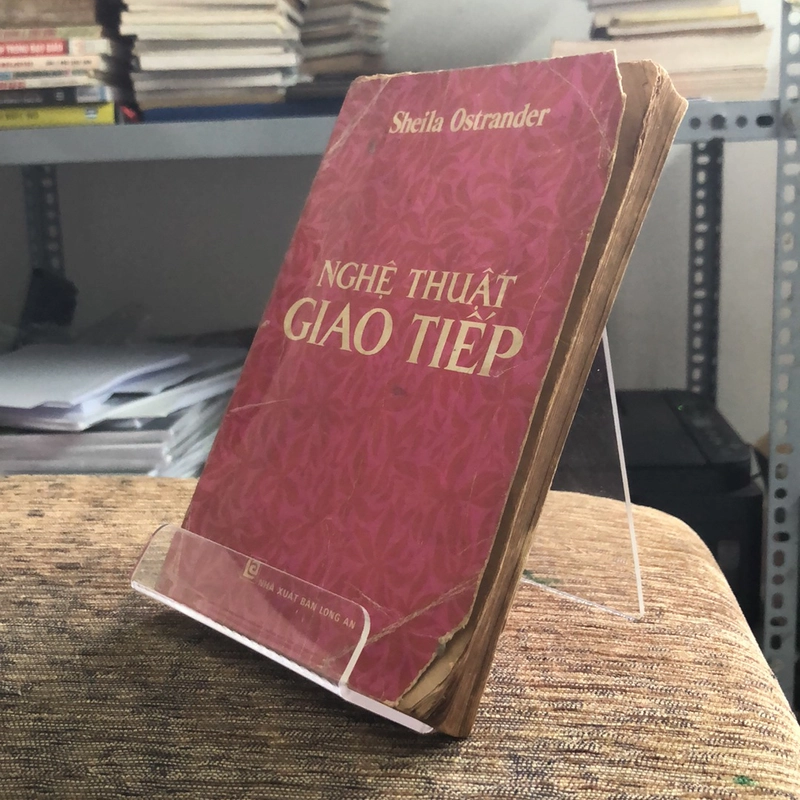 Sheila Ostrander
NGHỆ THUẬT
GIAO TIẾP
NHÀ XUẤT BẢN LONG AN